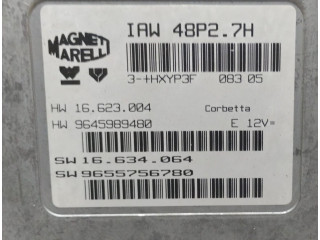 MAGNETI MARELLI
IAW 48P2.7H
3-++HXYP3F 083 05
HW 16.623.004 Corbetta
HW 9645989480 E 12V=
SW 16.634.064
SW 9655756780